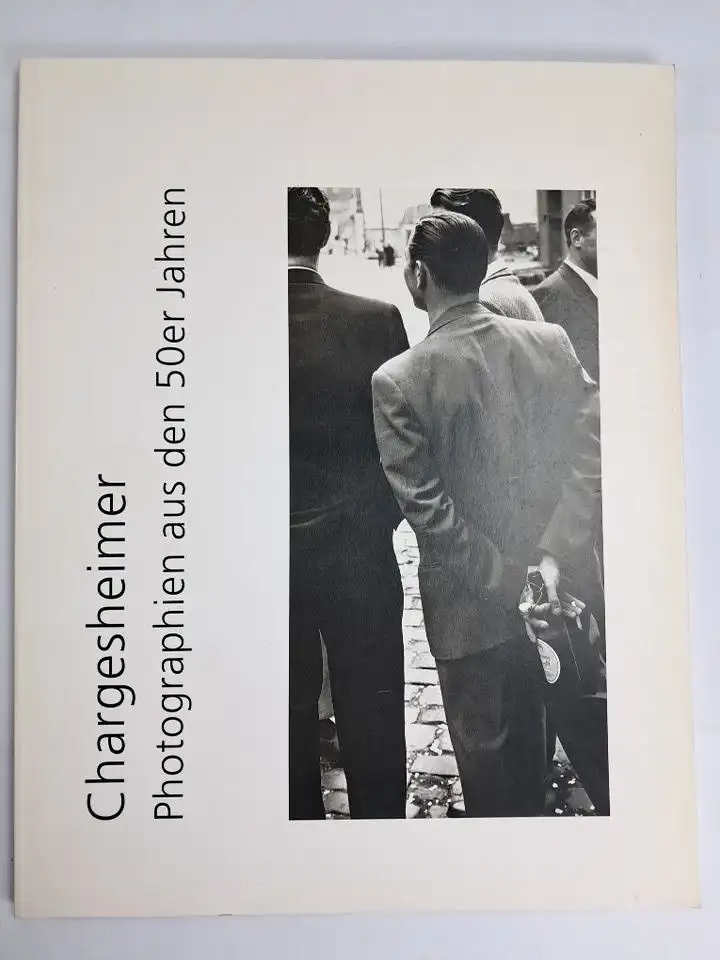 Chargesheimer
Photographien aus den 50er Jahren